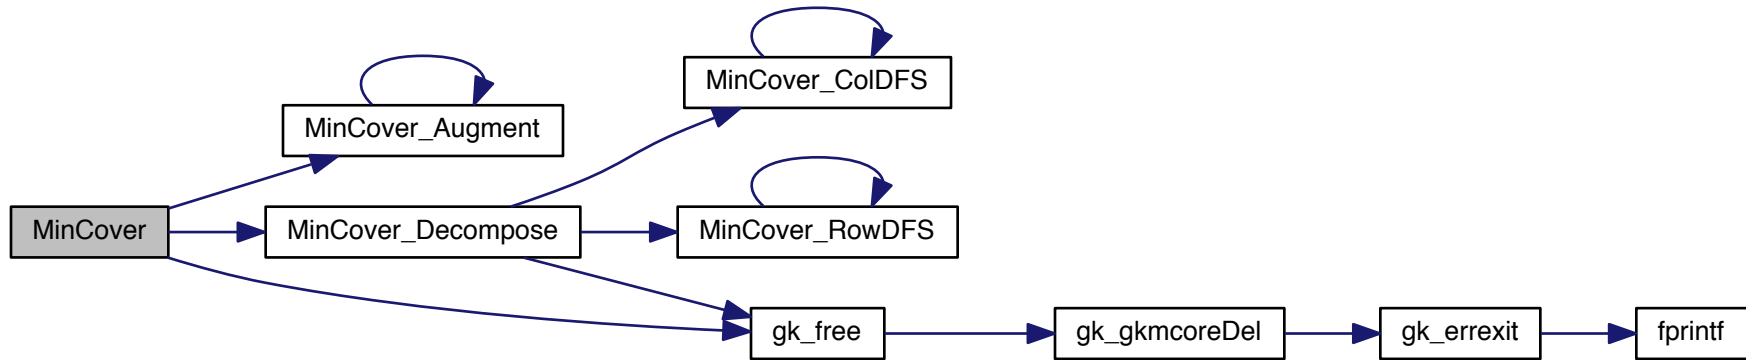 MinCover_ColDFS
MinCover_Augment
MinCover
MinCover_Decompose
MinCover_RowDFS
gk_free
gk_gkmcoreDel
gk_errexit
fprintf